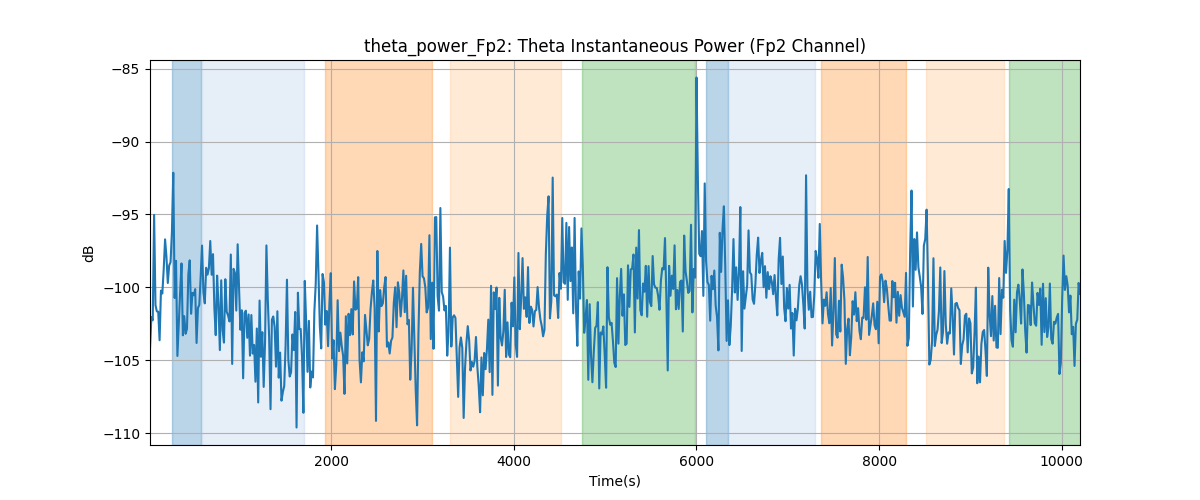 theta_power_Fp2: Theta Instantaneous Power (Fp2 Channel)
−85
−90
−95
−100
−105
−110
dB
2000 4000 6000 8000 10000
Time(s)